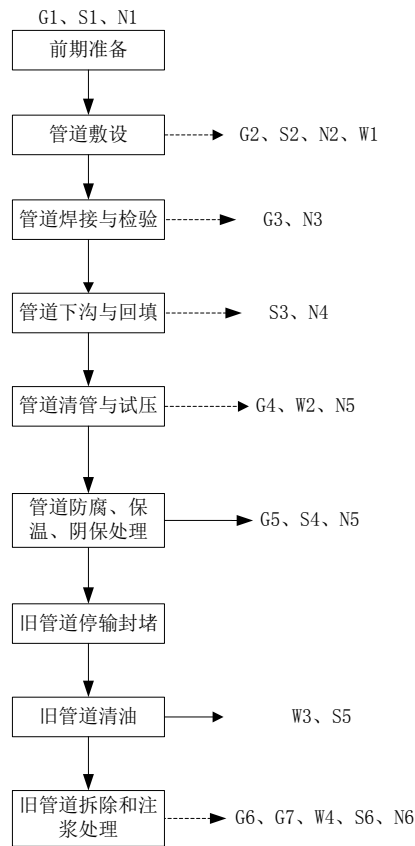 G1、S1、N1
前期准备
管道敷设
G2、S2、N2、W1
管道焊接与检验
G3、N3
管道下沟与回填
S3、N4
管道清管与试压
G4、W2、N5
管道防腐、保
温、阴保处理
G5、S4、N5
旧管道停输封堵
旧管道清油
W3、S5
旧管道拆除和注
浆处理
G6、G7、W4、S6、N6